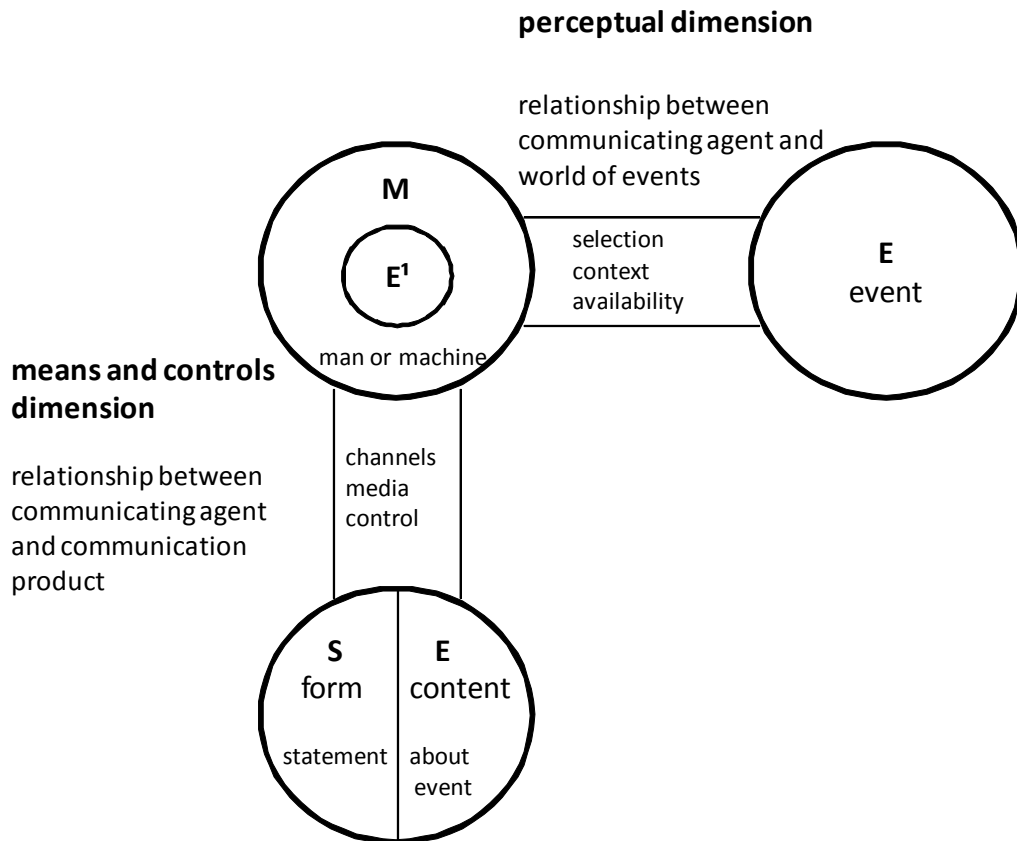 perceptual dimension
relationship between
communicating agent and
world of events
M
E¹
man or machine
selection
context
availability
E
event
means and controls
dimension
relationship between
communicating agent
and communication
product
channels
media
control
S
form
statement
E
content
about
event